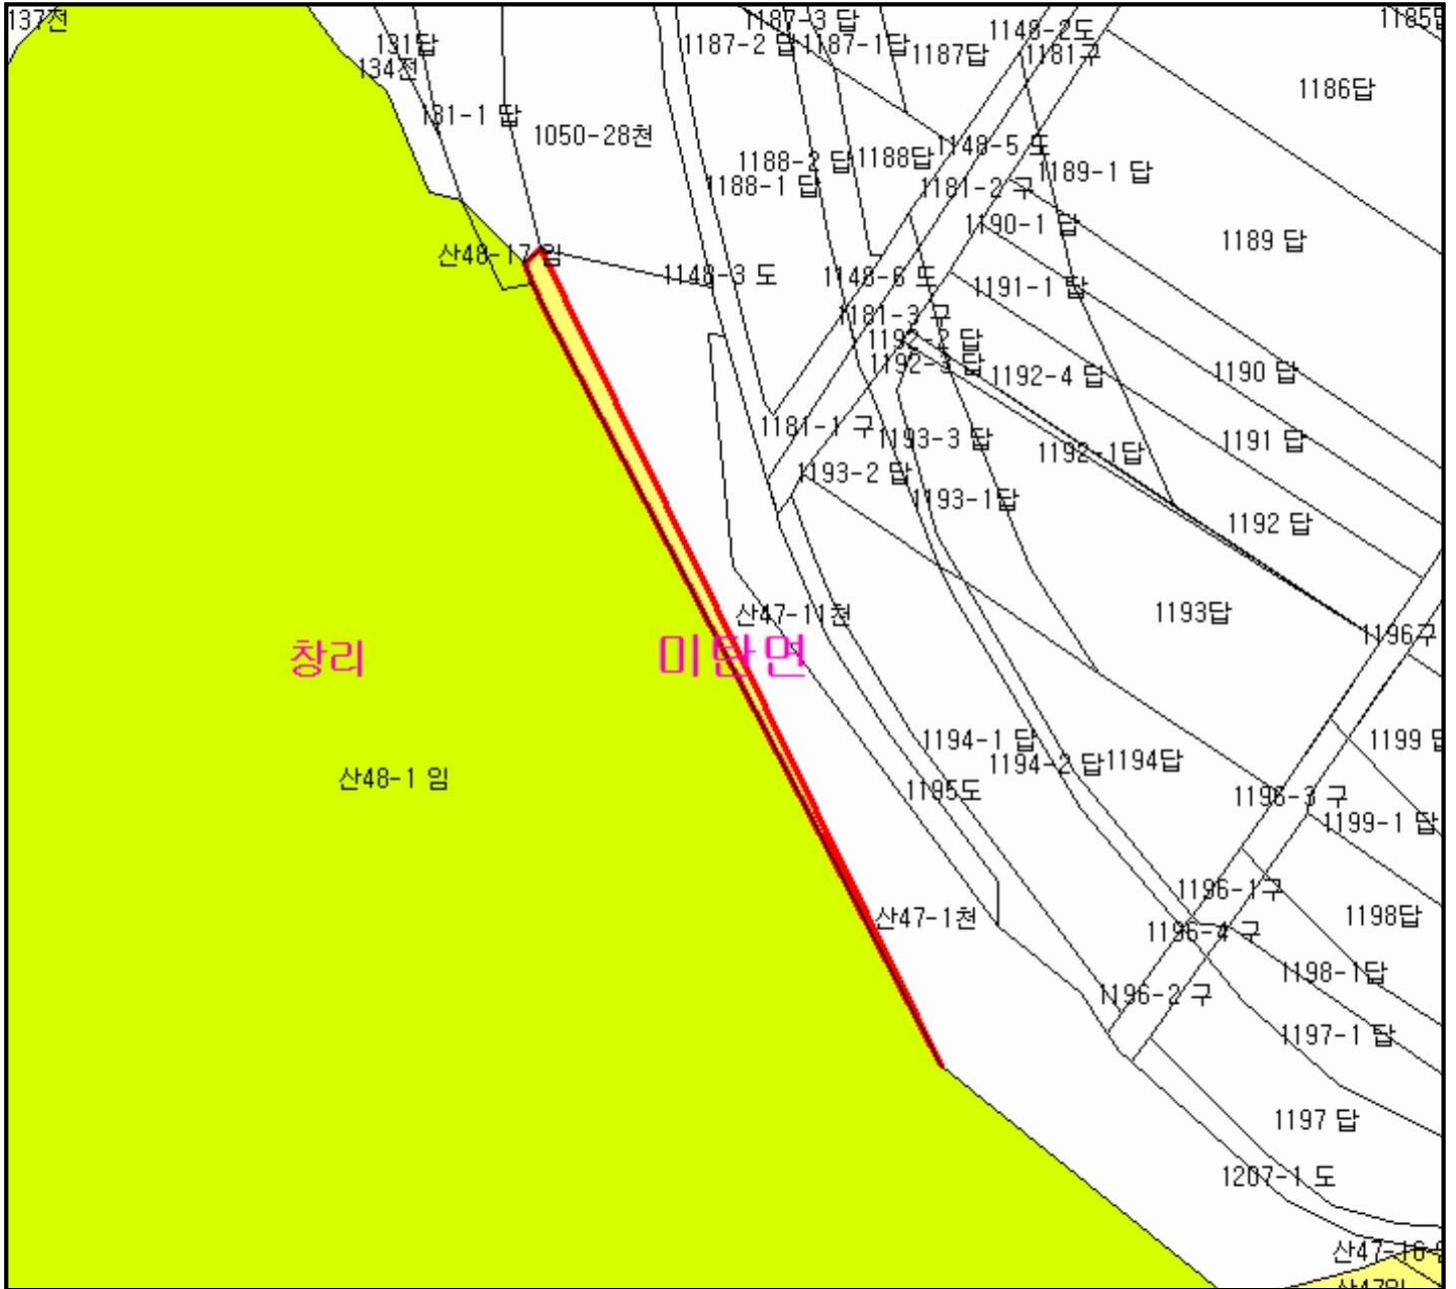 137전
1187-3 답
1148-2도
131답
1187-2 답
1187-1답
1187답
1181구
134전
1186답
131-1 답
1050-28천
1148-5 도
1188-2 답
1188답
1189-1 답
1188-1 답
1181-2 구
1190-1 답
1189 답
산48-17 임
1148-3 도
1148-6 도
1191-1 답
1181-3 구
1192-2 답
1192-3 답
1192-4 답
1190 답
1181-1 구
1193-3 답
1191 답
1192-1답
1193-2 답
1193-1답
1192 답
산47-11천
1193답
1196구
창리
미탄면
1194-1 답
1199 답
1194-2 답
1194답
산48-1 임
1195도
1196-3 구
1199-1 답
1196-1구
산47-1천
1198답
1196-4 구
1198-1답
1196-2 구
1197-1 답
1197 답
1207-1 도
산47-16